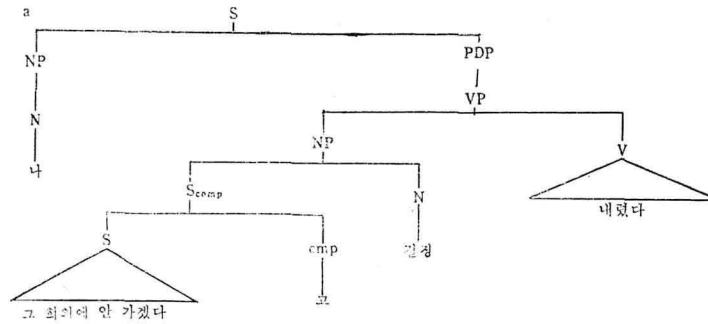 a
S
NP PDP
VP
N
NP
나 V
Scomp N
내렸다
S cmp 결정
고
그 회의에 안 가겠다